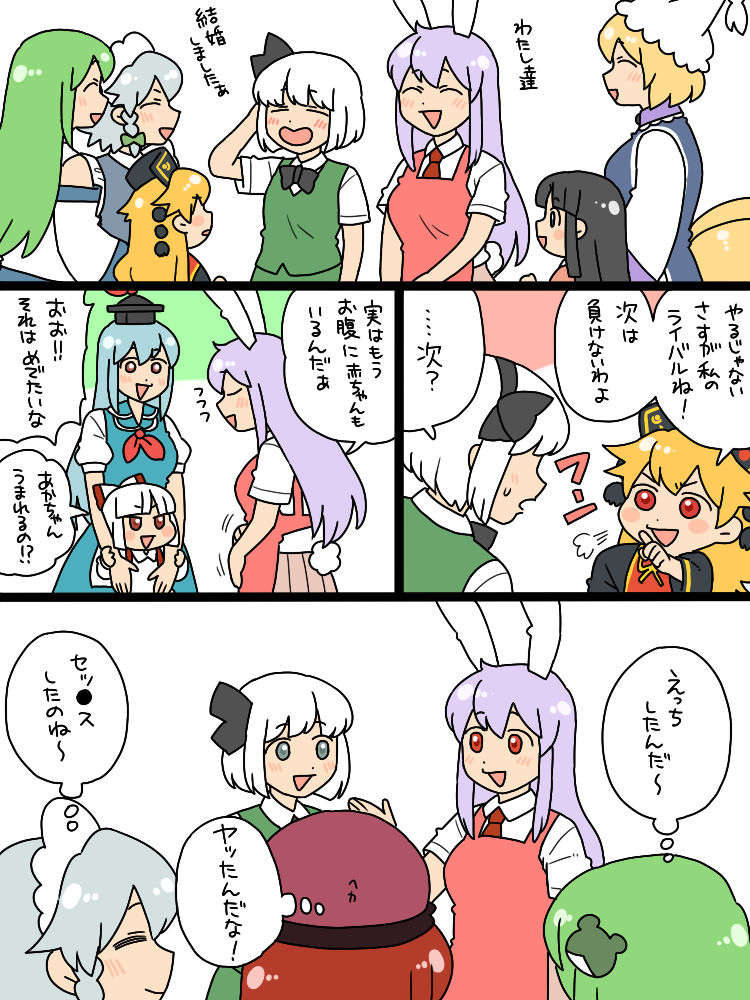 わたし達
結婚
しましたぁ
やるじゃない
さすが私の
ライバルね!
次は
負けないわよ
……次?
ア、!
実はもう
お腹に赤ちゃんも
いるんだぁ
うふふ
おお!!
それはめでたいな
あかちゃん
うまれるの!?
えっち
したんだ〜
ヤッたんだな!
へカ
セッ●ス
したのね〜